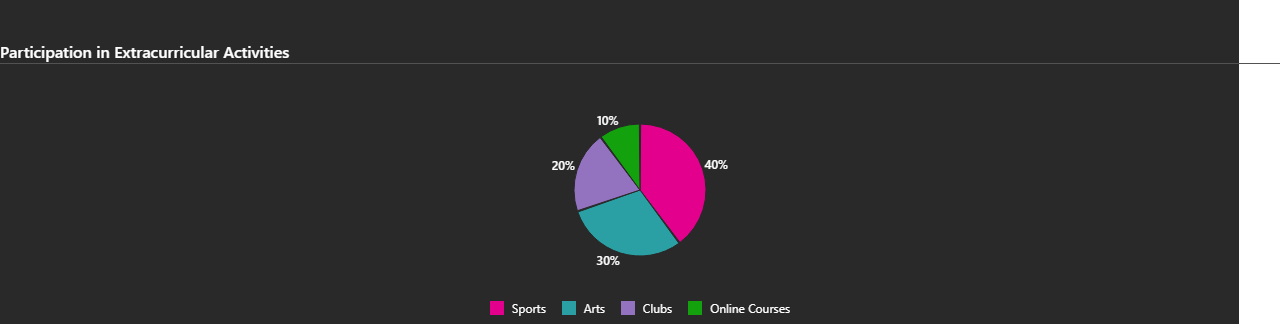 Participation in Extracurricular Activities
10%
20%
40%
30%
Sports Arts Clubs Online Courses